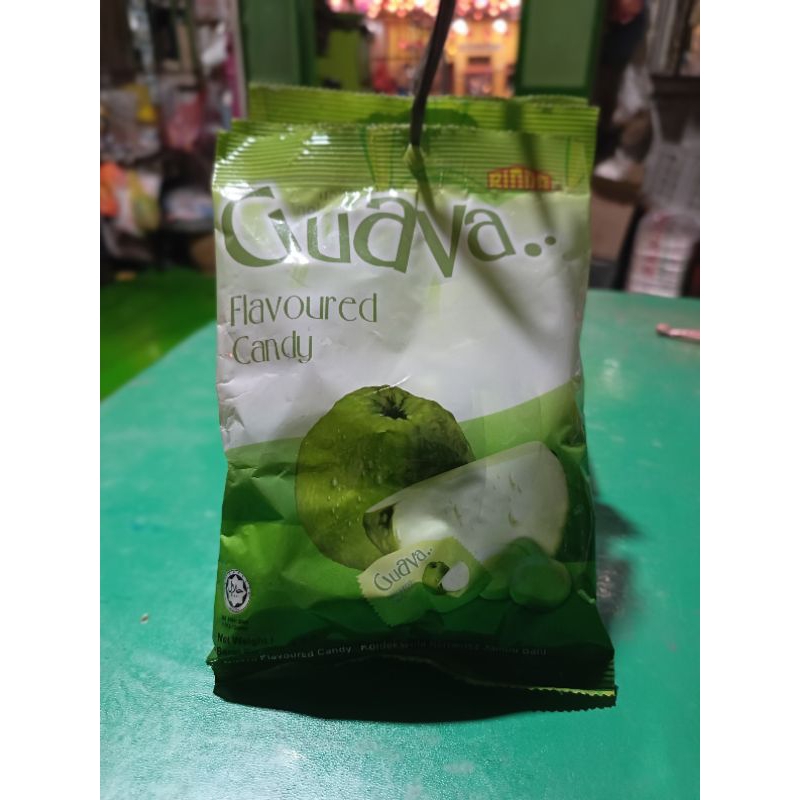 RINDA
Guava..
Flavoured
Candy
Guava..
Net Weight
Flavoured Candy